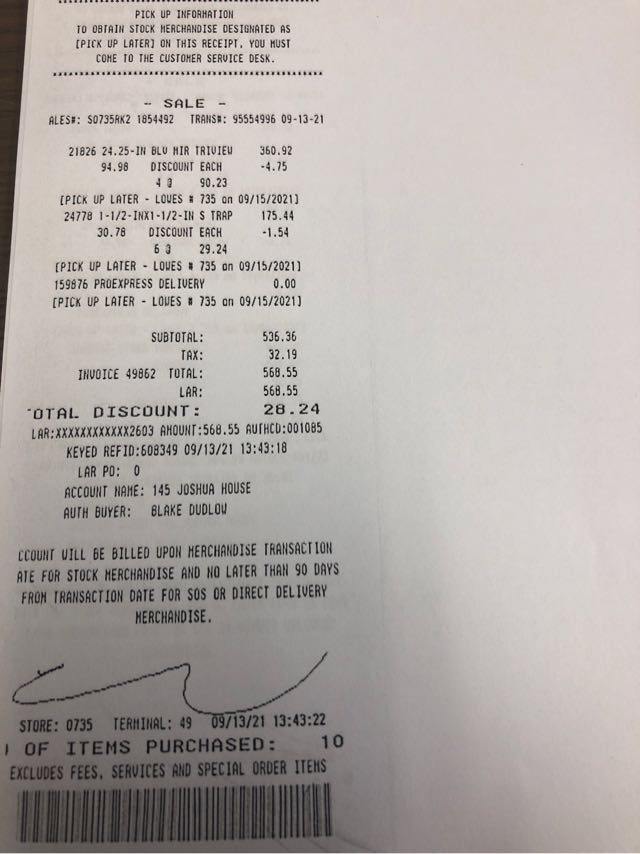 PICK UP INFORMATION
TO OBTAIN STOCK MERCHANDISE DESIGNATED AS
[PICK UP LATER] ON THIS RECEIPT, YOU MUST
COME TO THE CUSTOMER SERVICE DESK.
- SALE -
ALES#: S0735RK2 1854492 TRANS#: 95554996 09-13-21
21826 24.25-IN BLV MIR TRIVIEW 360.92
94.98 DISCOUNT EACH -4.75
4 @ 90.23
[PICK UP LATER - LOWES # 735 on 09/15/2021]
24778 1-1/2-INX1-1/2-IN S TRAP 175.44
30.78 DISCOUNT EACH -1.54
6 @ 29.24
[PICK UP LATER - LOWES # 735 on 09/15/2021]
159876 PROEXPRESS DELIVERY 0.00
[PICK UP LATER - LOWES # 735 on 09/15/2021]
SUBTOTAL: 536.36
TAX: 32.19
INVOICE 49862 TOTAL: 568.55
LAR: 568.55
OTAL DISCOUNT: 28.24
LAR:XXXXXXXXXXXX2603 AMOUNT:568.55 AUTHCD:001085
KEYED REFID:608349 09/13/21 13:43:18
LAR PO: 0
ACCOUNT NAME: 145 JOSHUA HOUSE
AUTH BUYER: BLAKE DUDLOW
CCOUNT WILL BE BILLED UPON MERCHANDISE TRANSACTION
ATE FOR STOCK MERCHANDISE AND NO LATER THAN 90 DAYS
FROM TRANSACTION DATE FOR SOS OR DIRECT DELIVERY
MERCHANDISE.
STORE: 0735 TERMINAL: 49 09/13/21 13:43:22
OF ITEMS PURCHASED: 10
EXCLUDES FEES, SERVICES AND SPECIAL ORDER ITEMS